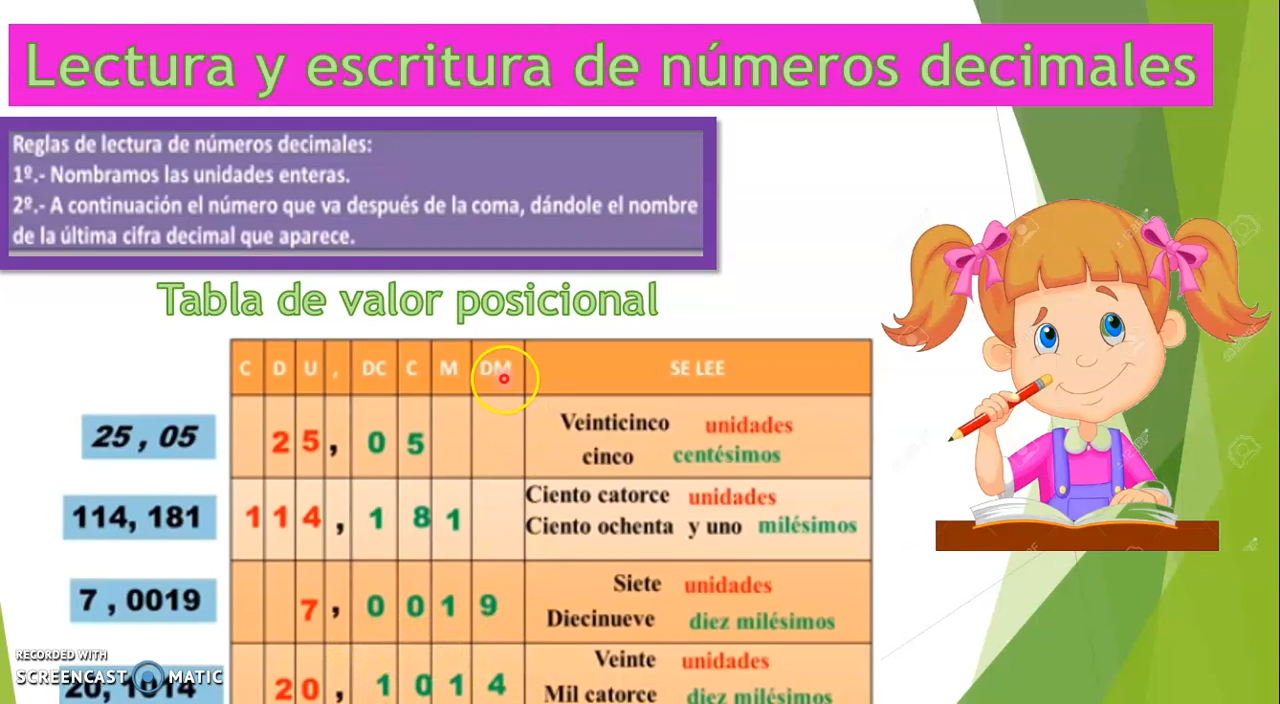 Lectura y escritura de números decimales
Reglas de lectura de números decimales:
1º.- Nombramos las unidades enteras.
2º.- A continuación el número que va después de la coma, dándole el nombre
de la última cifra decimal que aparece.
Tabla de valor posicional
C D U , DC C M DM SE LEE
25 , 05 2 5 , 0 5 Veinticinco unidades
cinco centésimos
114, 181 1 1 4 , 1 8 1 Ciento catorce unidades
Ciento ochenta y uno milésimos
7 , 0019 7 , 0 0 1 9 Siete unidades
Diecinueve diez milésimos
RECORDED WITH
SCREENCAST MATIC
20, 1014 2 0 , 1 0 1 4 Veinte unidades
Mil catorce diez milésimos